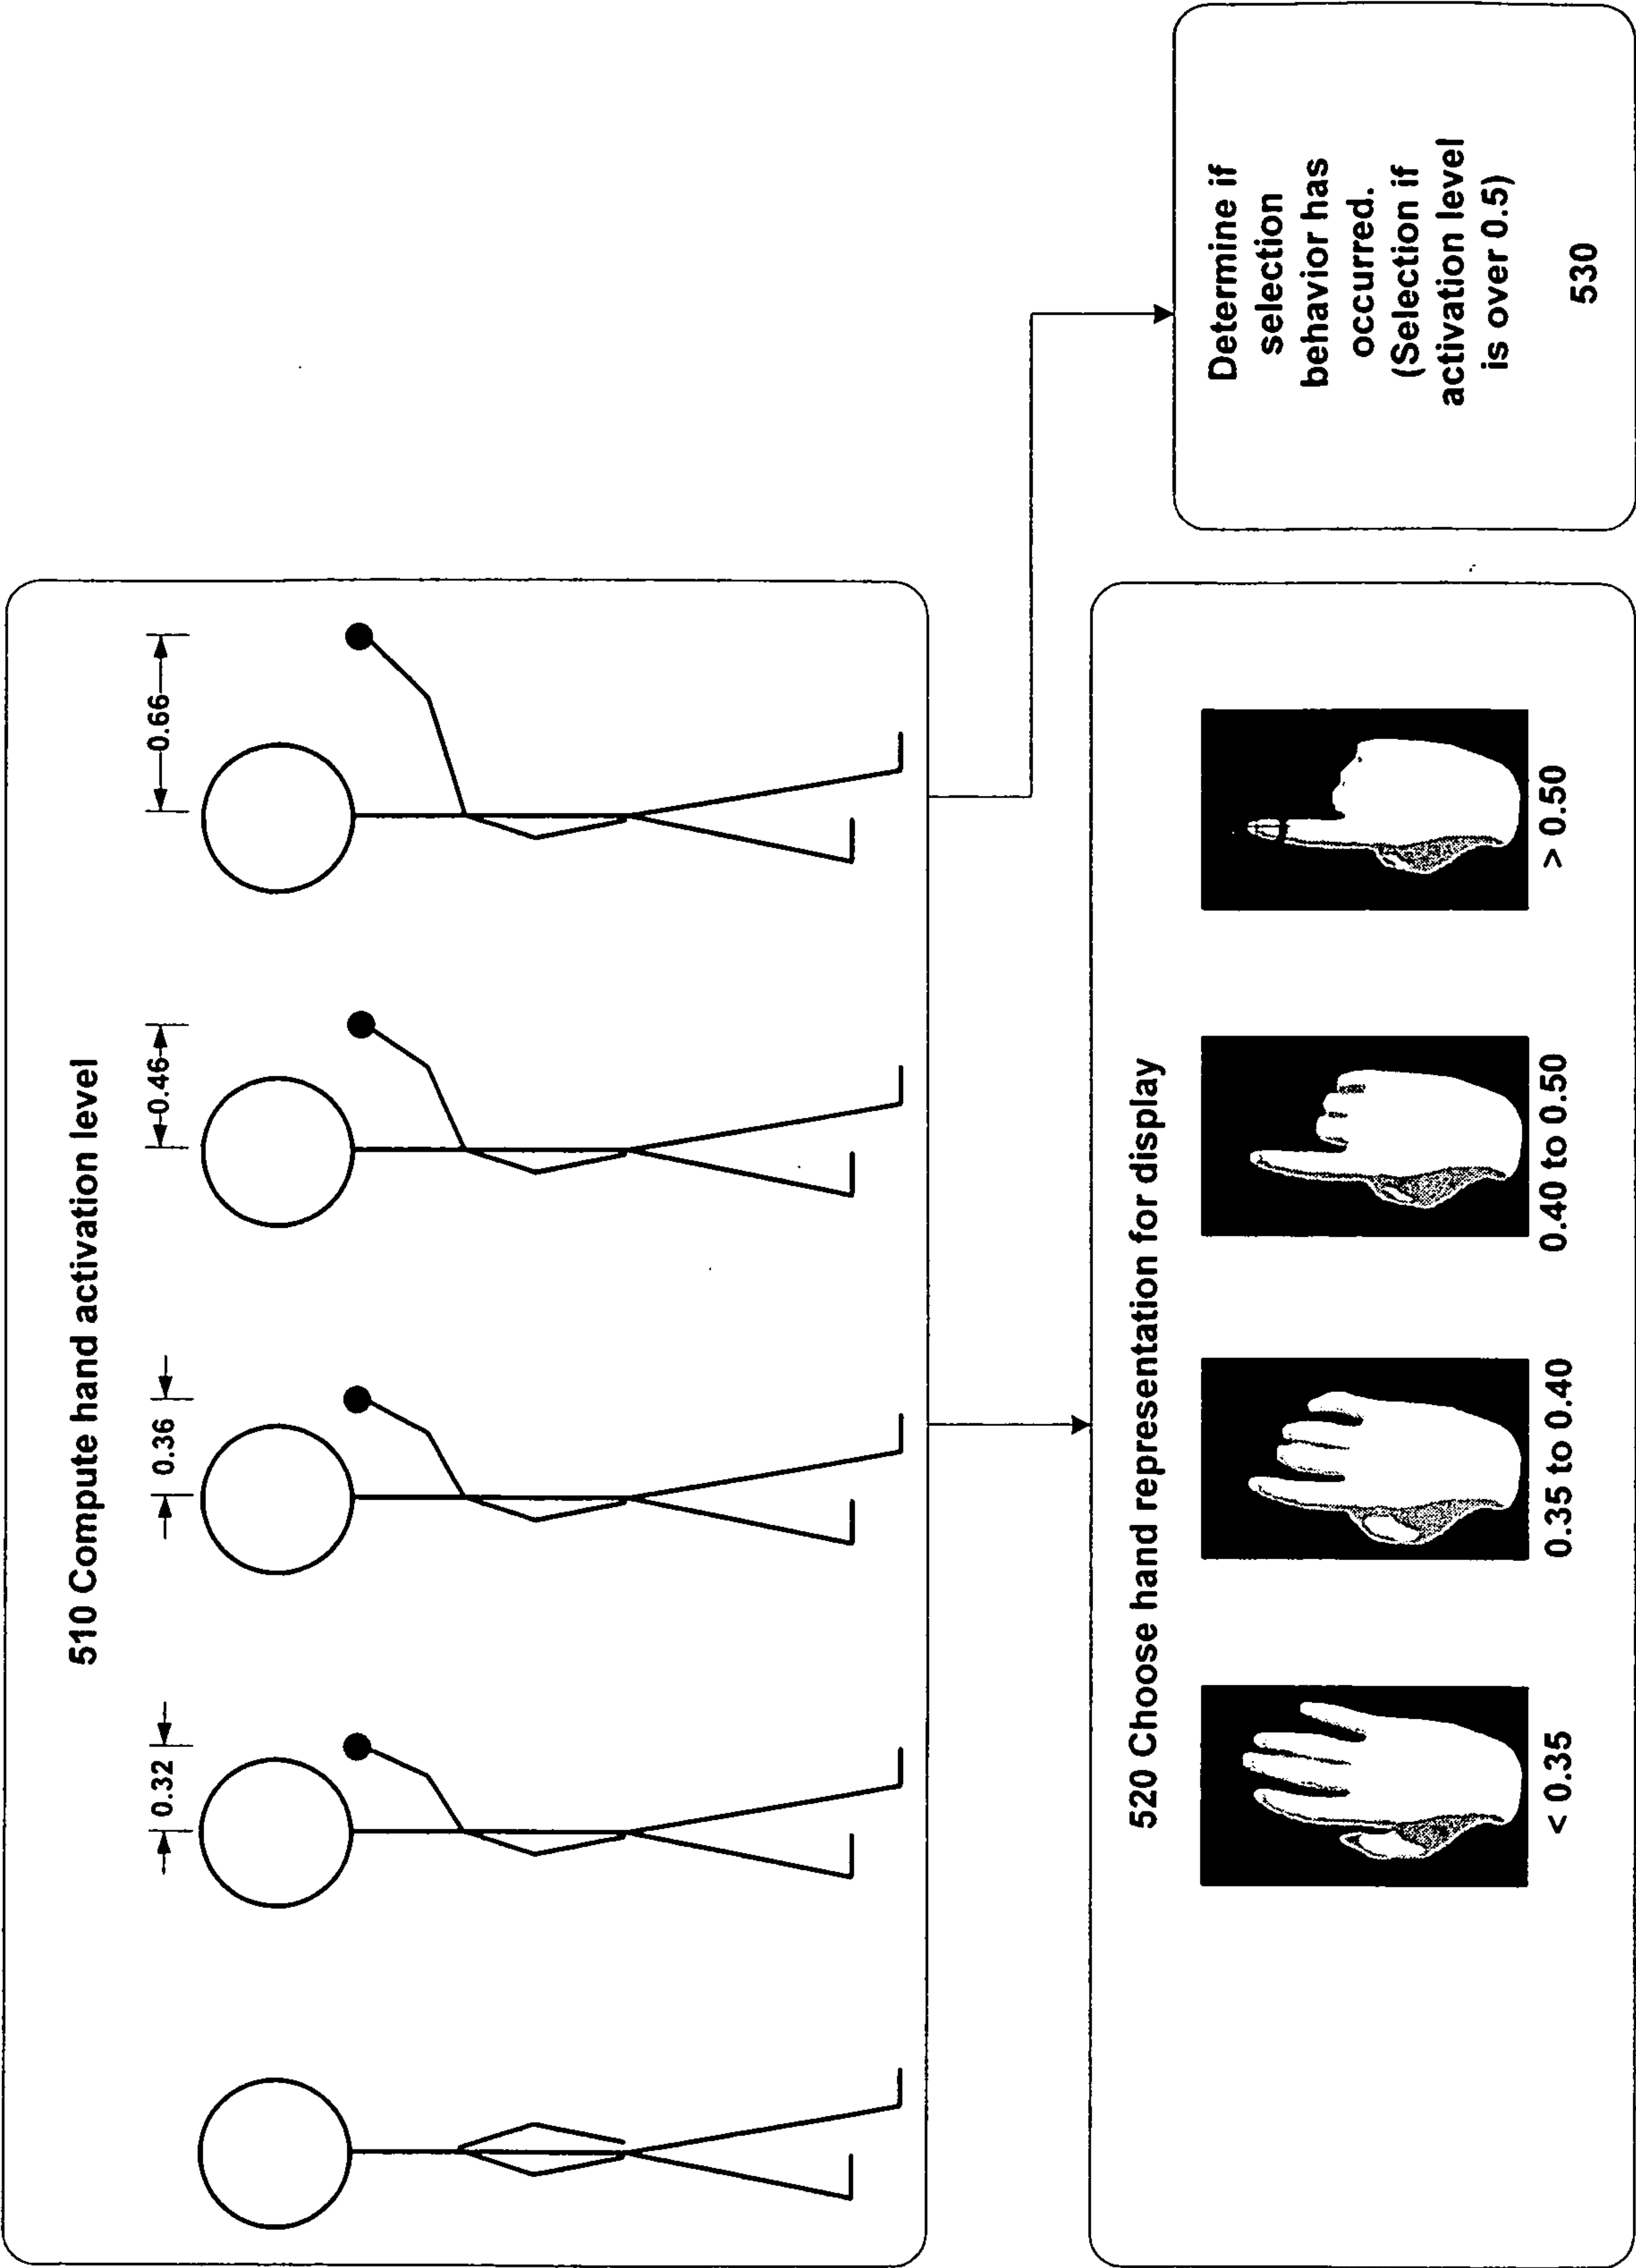 510 Compute hand activation level
0.32
0.36
0.46
0.66
520 Choose hand representation for display
< 0.35
0.35 to 0.40
0.40 to 0.50
> 0.50
Determine if
selection
behavior has
occurred.
(Selection if
activation level
is over 0.5)
530